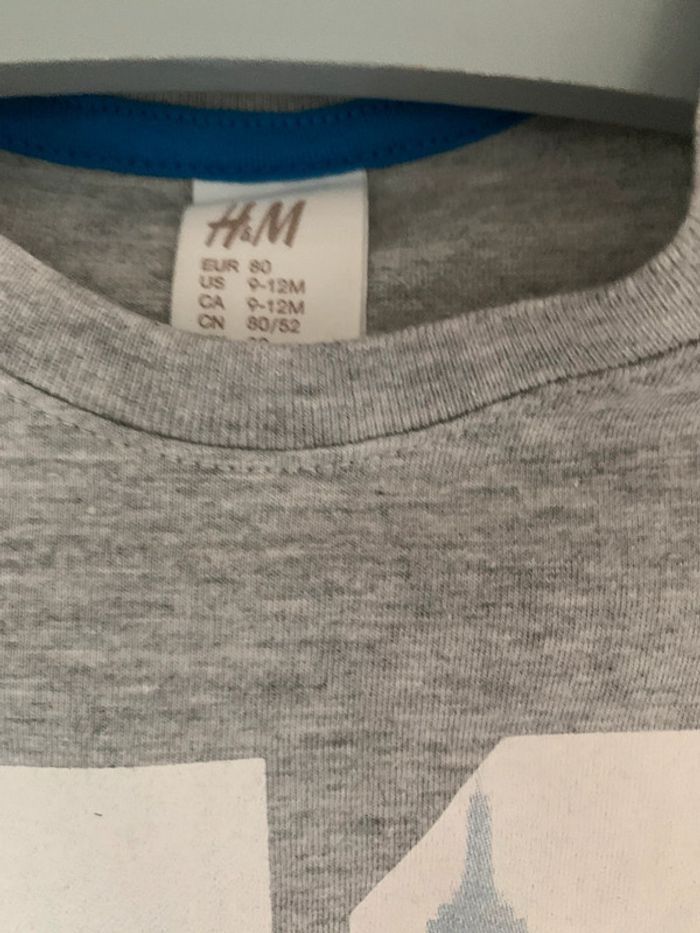 H&M
EUR 80
US 9-12M
CA 9-12M
CN 80/52